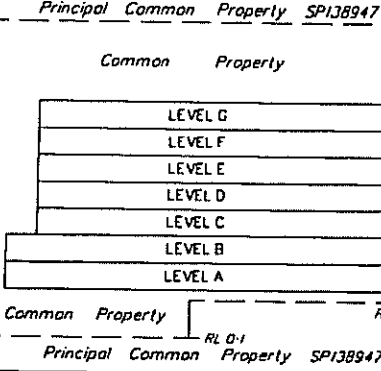 Principal Common Property SP138947
Common Property
LEVEL G
LEVEL F
LEVEL E
LEVEL D
LEVEL C
LEVEL B
LEVEL A
Common Property
RL 0·1
Principal Common Property SP138947